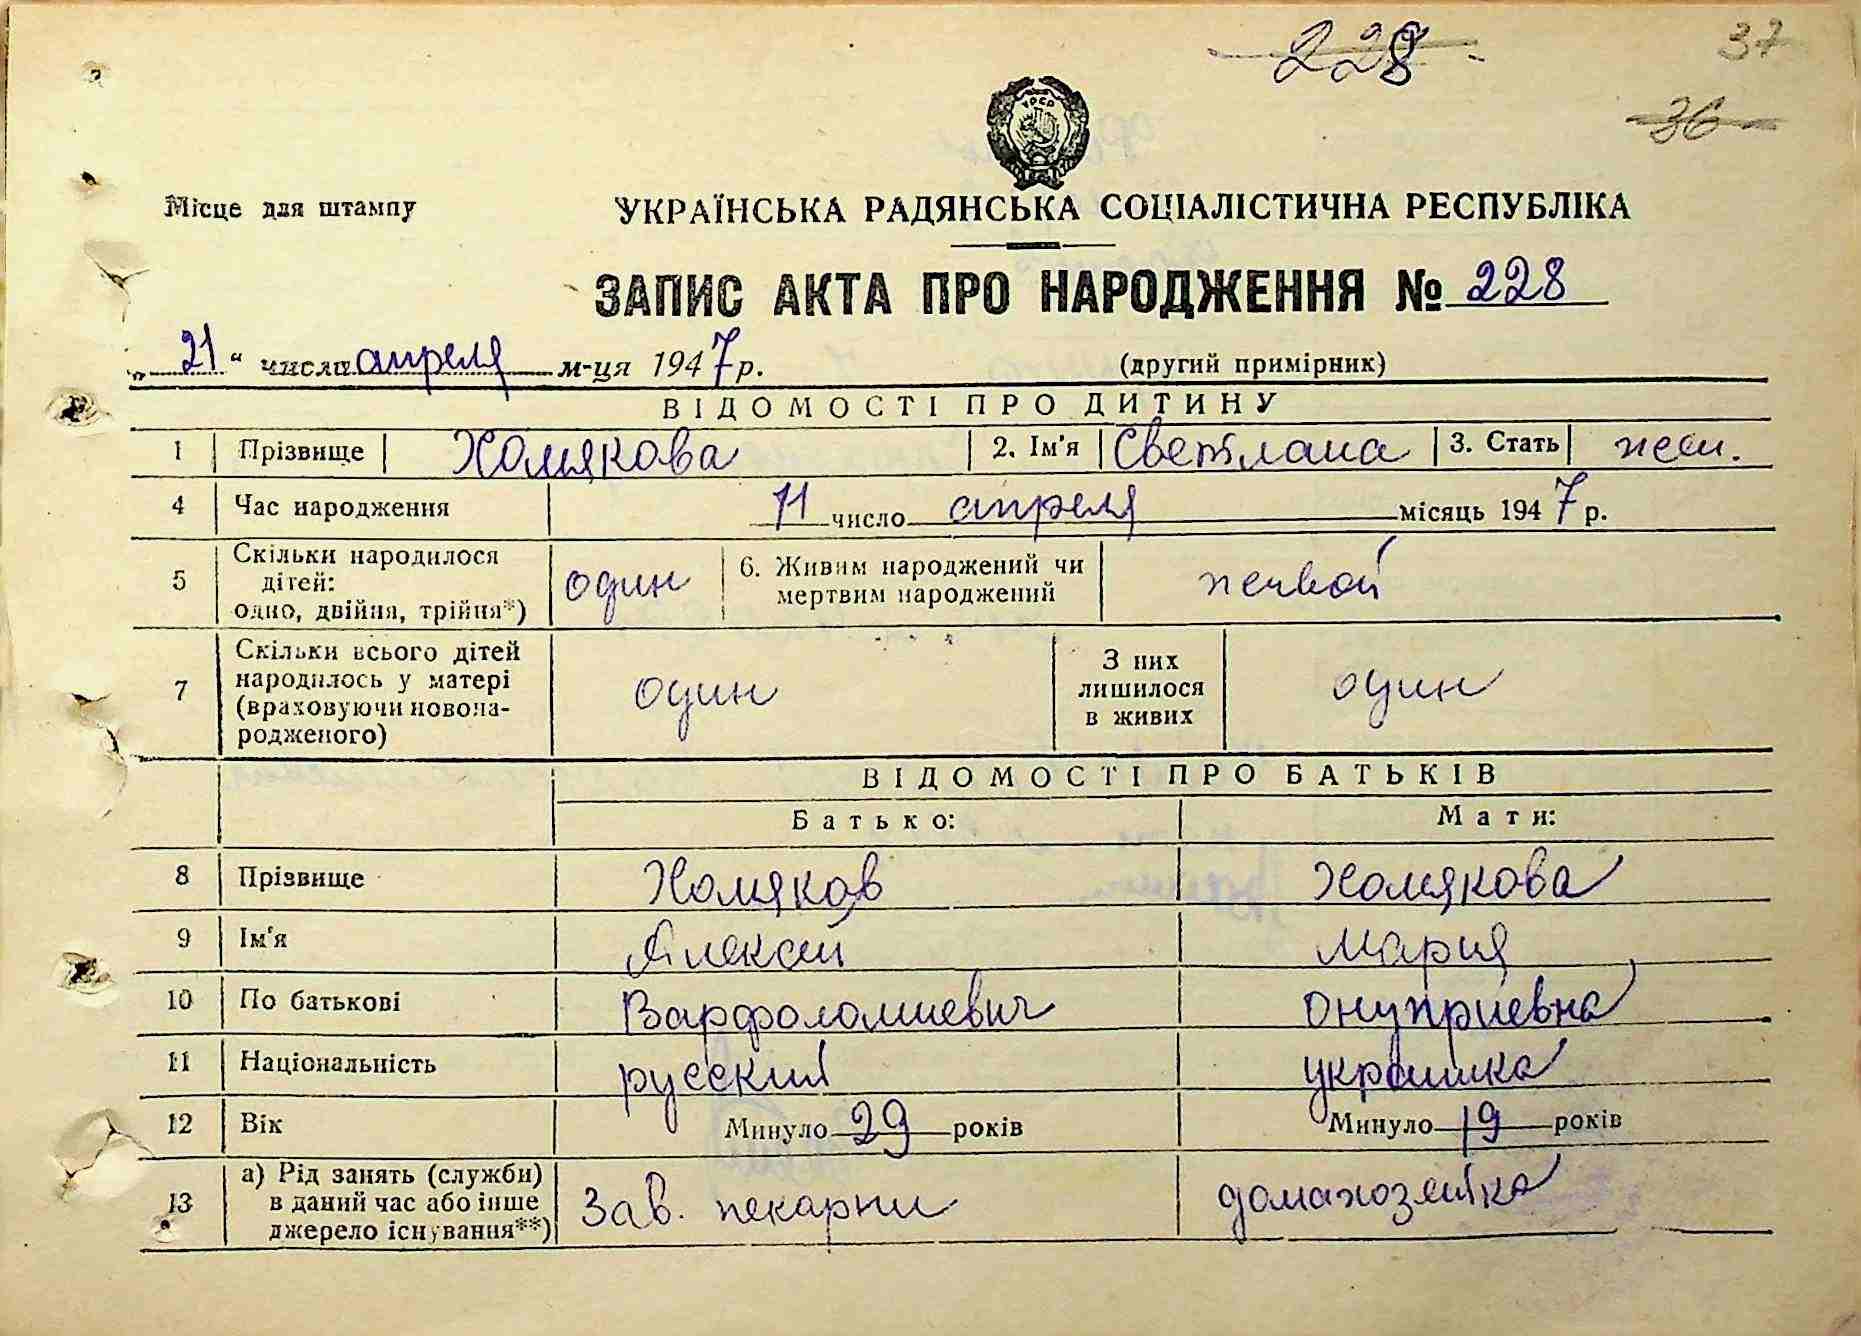 228 37
36
УРСР
Місце для штампу
УКРАЇНСЬКА РАДЯНСЬКА СОЦІАЛІСТИЧНА РЕСПУБЛІКА
ЗАПИС АКТА ПРО НАРОДЖЕННЯ № 228
„ 21 “ числа апреля м-ця 1947 р. (другий примірник)
ВІДОМОСТІ ПРО ДИТИНУ
1 Прізвище Хомякова 2. Ім'я Светлана 3. Стать жен.
4 Час народження 11 число апреля місяць 1947 р.
5 Скільки народилося дітей: одно, двійня, трійня*) один 6. Живим народжений чи мертвим народжений
7 Скільки всього дітей народилось у матері (враховуючи новонародженого) один З них лишилося в живих один
ВІДОМОСТІ ПРО БАТЬКІВ
Батько: Мати:
8 Прізвище Хомяков Хомякова
9 Ім'я Алексей Мария
10 По батькові Варфоломиевич Онуприевна
11 Національність русский украинка
12 Вік Минуло 29 років Минуло 19 років
13 а) Рід занять (служби) в даний час або інше джерело існування**) Зав. пекарни домахозяйка